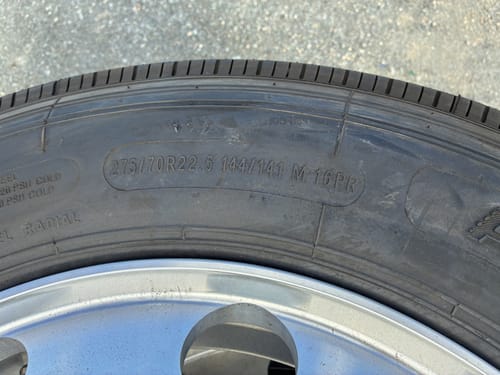 275/70R22.5 144/141 M 16PR
PSI COLD
PSI COLD
RADIAL